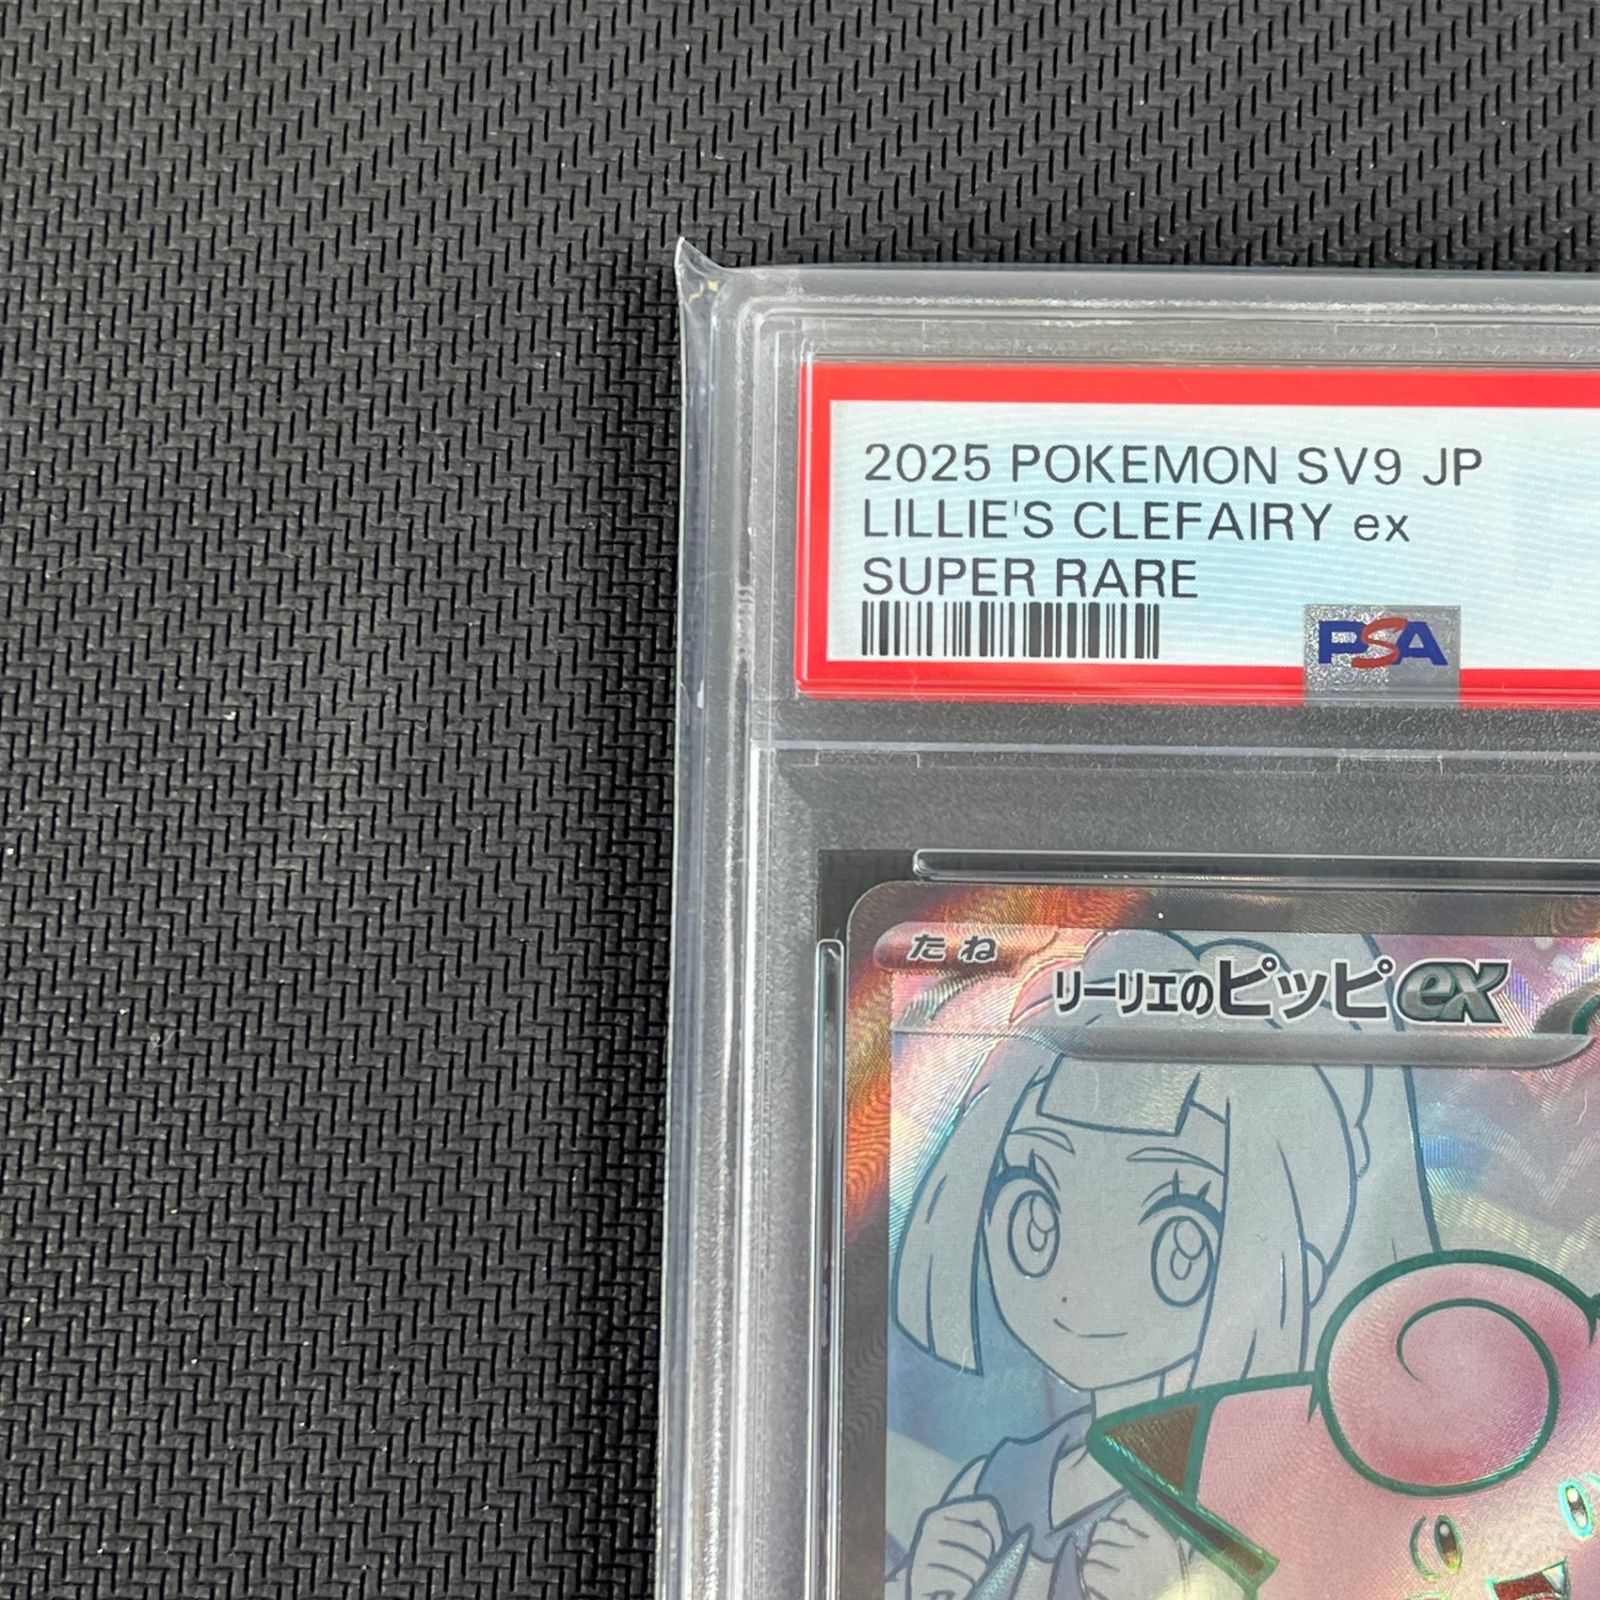 2025 POKEMON SV9 JP
LILLIE'S CLEFAIRY ex
SUPER RARE
PSA
たね
リーリエのピッピex